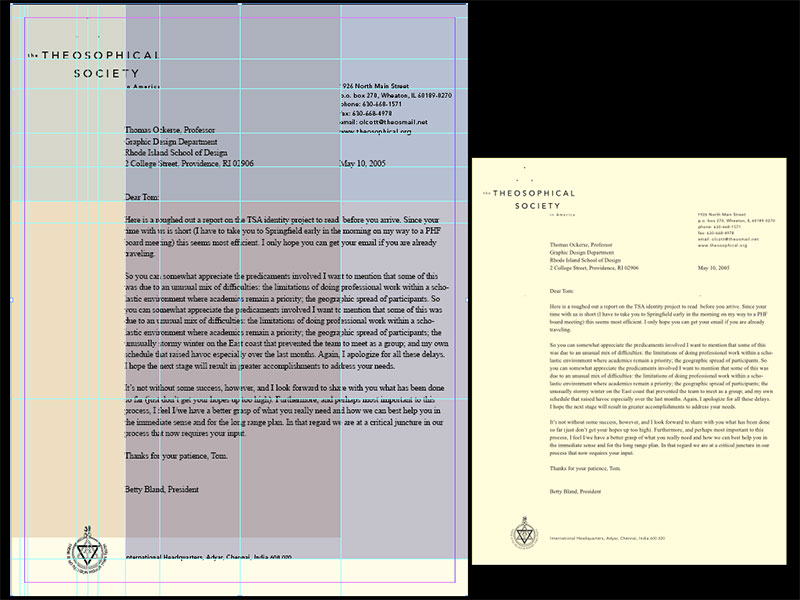 the THEOSOPHICAL
SOCIETY
in America
926 North Main Street
p.o. box 270, Wheaton, IL 60189-0270
phone: 630-668-1571
fax: 630-668-4978
email: olcott@theosmail.net
www.theosophical.org
Thomas Ockerse, Professor
Graphic Design Department
Rhode Island School of Design
2 College Street, Providence, RI 02906
May 10, 2005
Dear Tom:
Here is a roughed out a report on the TSA identity project to read before you arrive. Since your
time with us is short (I have to take you to Springfield early in the morning on my way to a PHF
board meeting) this seems most efficient. I only hope you can get your email if you are already
traveling.
So you can somewhat appreciate the predicaments involved I want to mention that some of this
was due to an unusual mix of difficulties: the limitations of doing professional work within a scho-
lastic environment where academics remain a priority; the geographic spread of participants. So
you can somewhat appreciate the predicaments involved I want to mention that some of this was
due to an unusual mix of difficulties: the limitations of doing professional work within a scho-
lastic environment where academics remain a priority; the geographic spread of participants; the
unusually stormy winter on the East coast that prevented the team to meet as a group; and my own
schedule that raised havoc especially over the last months. Again, I apologize for all these delays.
I hope the next stage will result in greater accomplishments to address your needs.
It's not without some success, however, and I look forward to share with you what has been done
so far (just don't get your hopes up too high). Furthermore, and perhaps most important to this
process, I feel I/we have a better grasp of what you really need and how we can best help you in
the immediate sense and for the long range plan. In that regard we are at a critical juncture in our
process that now requires your input.
Thanks for your patience, Tom.
Betty Bland, President
International Headquarters, Adyar, Chennai, India 600 020
the THEOSOPHICAL
SOCIETY
in America
1926 North Main Street
p.o. box 270, Wheaton, IL 60189-0270
phone: 630-668-1571
fax: 630-668-4978
email: olcott@theosmail.net
www.theosophical.org
Thomas Ockerse, Professor
Graphic Design Department
Rhode Island School of Design
2 College Street, Providence, RI 02906
May 10, 2005
Dear Tom:
Here is a roughed out a report on the TSA identity project to read before you arrive. Since your
time with us is short (I have to take you to Springfield early in the morning on my way to a PHF
board meeting) this seems most efficient. I only hope you can get your email if you are already
traveling.
So you can somewhat appreciate the predicaments involved I want to mention that some of this
was due to an unusual mix of difficulties: the limitations of doing professional work within a scho-
lastic environment where academics remain a priority; the geographic spread of participants. So
you can somewhat appreciate the predicaments involved I want to mention that some of this was
due to an unusual mix of difficulties: the limitations of doing professional work within a scho-
lastic environment where academics remain a priority; the geographic spread of participants; the
unusually stormy winter on the East coast that prevented the team to meet as a group; and my own
schedule that raised havoc especially over the last months. Again, I apologize for all these delays.
I hope the next stage will result in greater accomplishments to address your needs.
It's not without some success, however, and I look forward to share with you what has been done
so far (just don't get your hopes up too high). Furthermore, and perhaps most important to this
process, I feel I/we have a better grasp of what you really need and how we can best help you in
the immediate sense and for the long range plan. In that regard we are at a critical juncture in our
process that now requires your input.
Thanks for your patience, Tom.
Betty Bland, President
International Headquarters, Adyar, Chennai, India 600 020